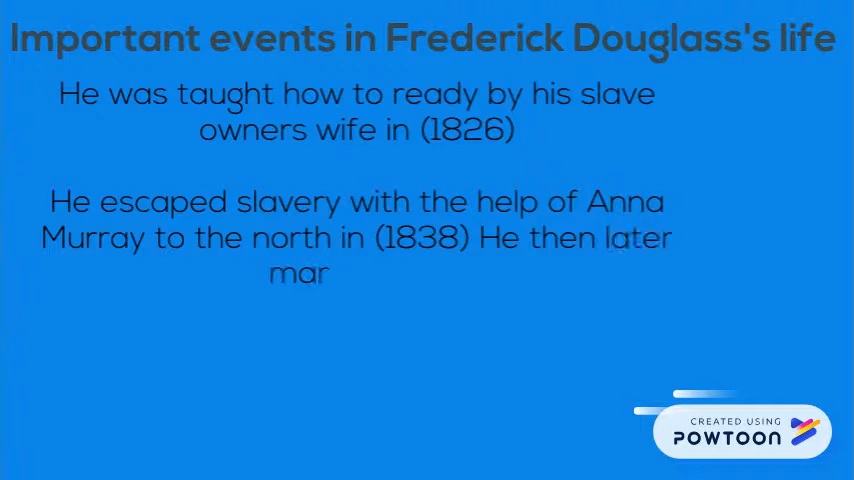 Important events in Frederick Douglass's life
He was taught how to ready by his slave
owners wife in (1826)
He escaped slavery with the help of Anna
Murray to the north in (1838) He then later
mar
CREATED USING
POWTOON